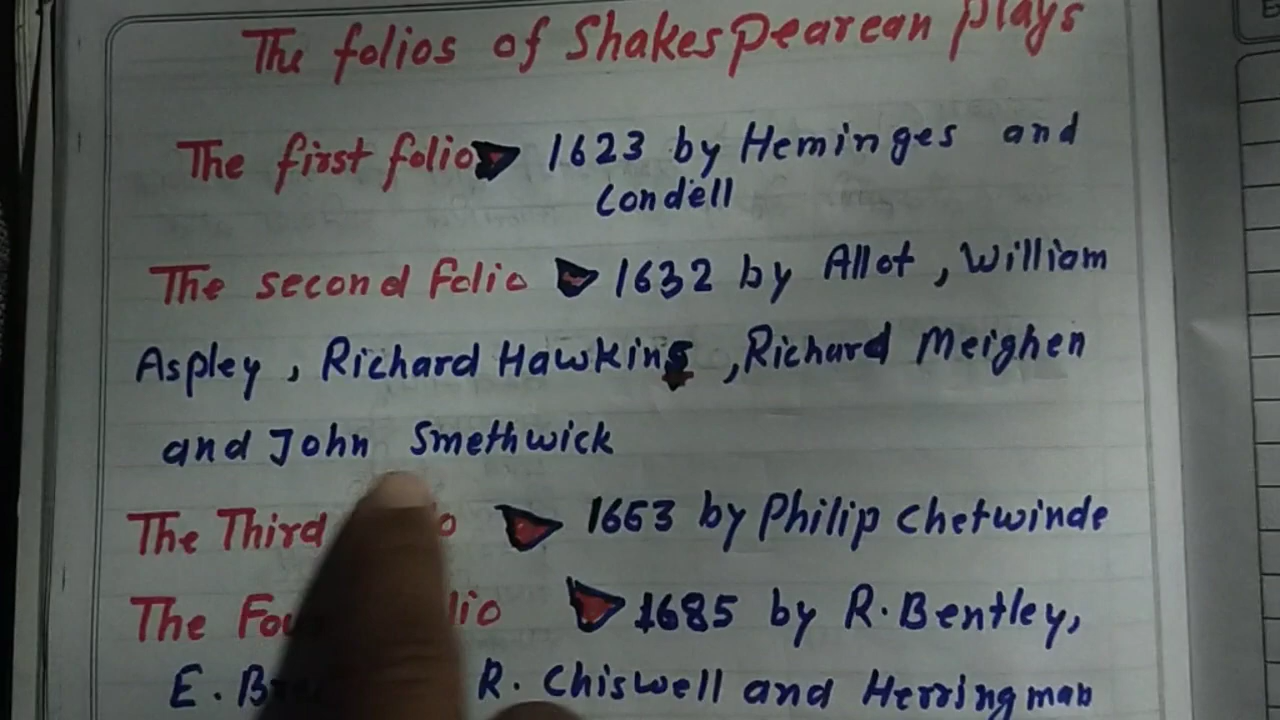 The folios of Shakespearean plays
The first folio 1623 by Heminges and
Condell
The second folio 1632 by Allot , William
Aspley , Richard Hawkins , Richard Meighen
and John Smethwick
The Third 1663 by Philip Chetwinde
The 1685 by R. Bentley,
E. R. Chiswell and Herringman